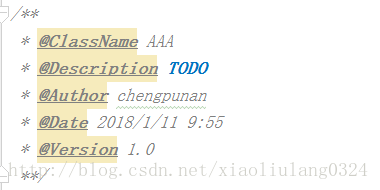 /**
* @ClassName AAA
* @Description TODO
* @Author chengpunan
* @Date 2018/1/11 9:55
* @Version 1.0
**/
http://blog.csdn.net/xiaoliulang0324